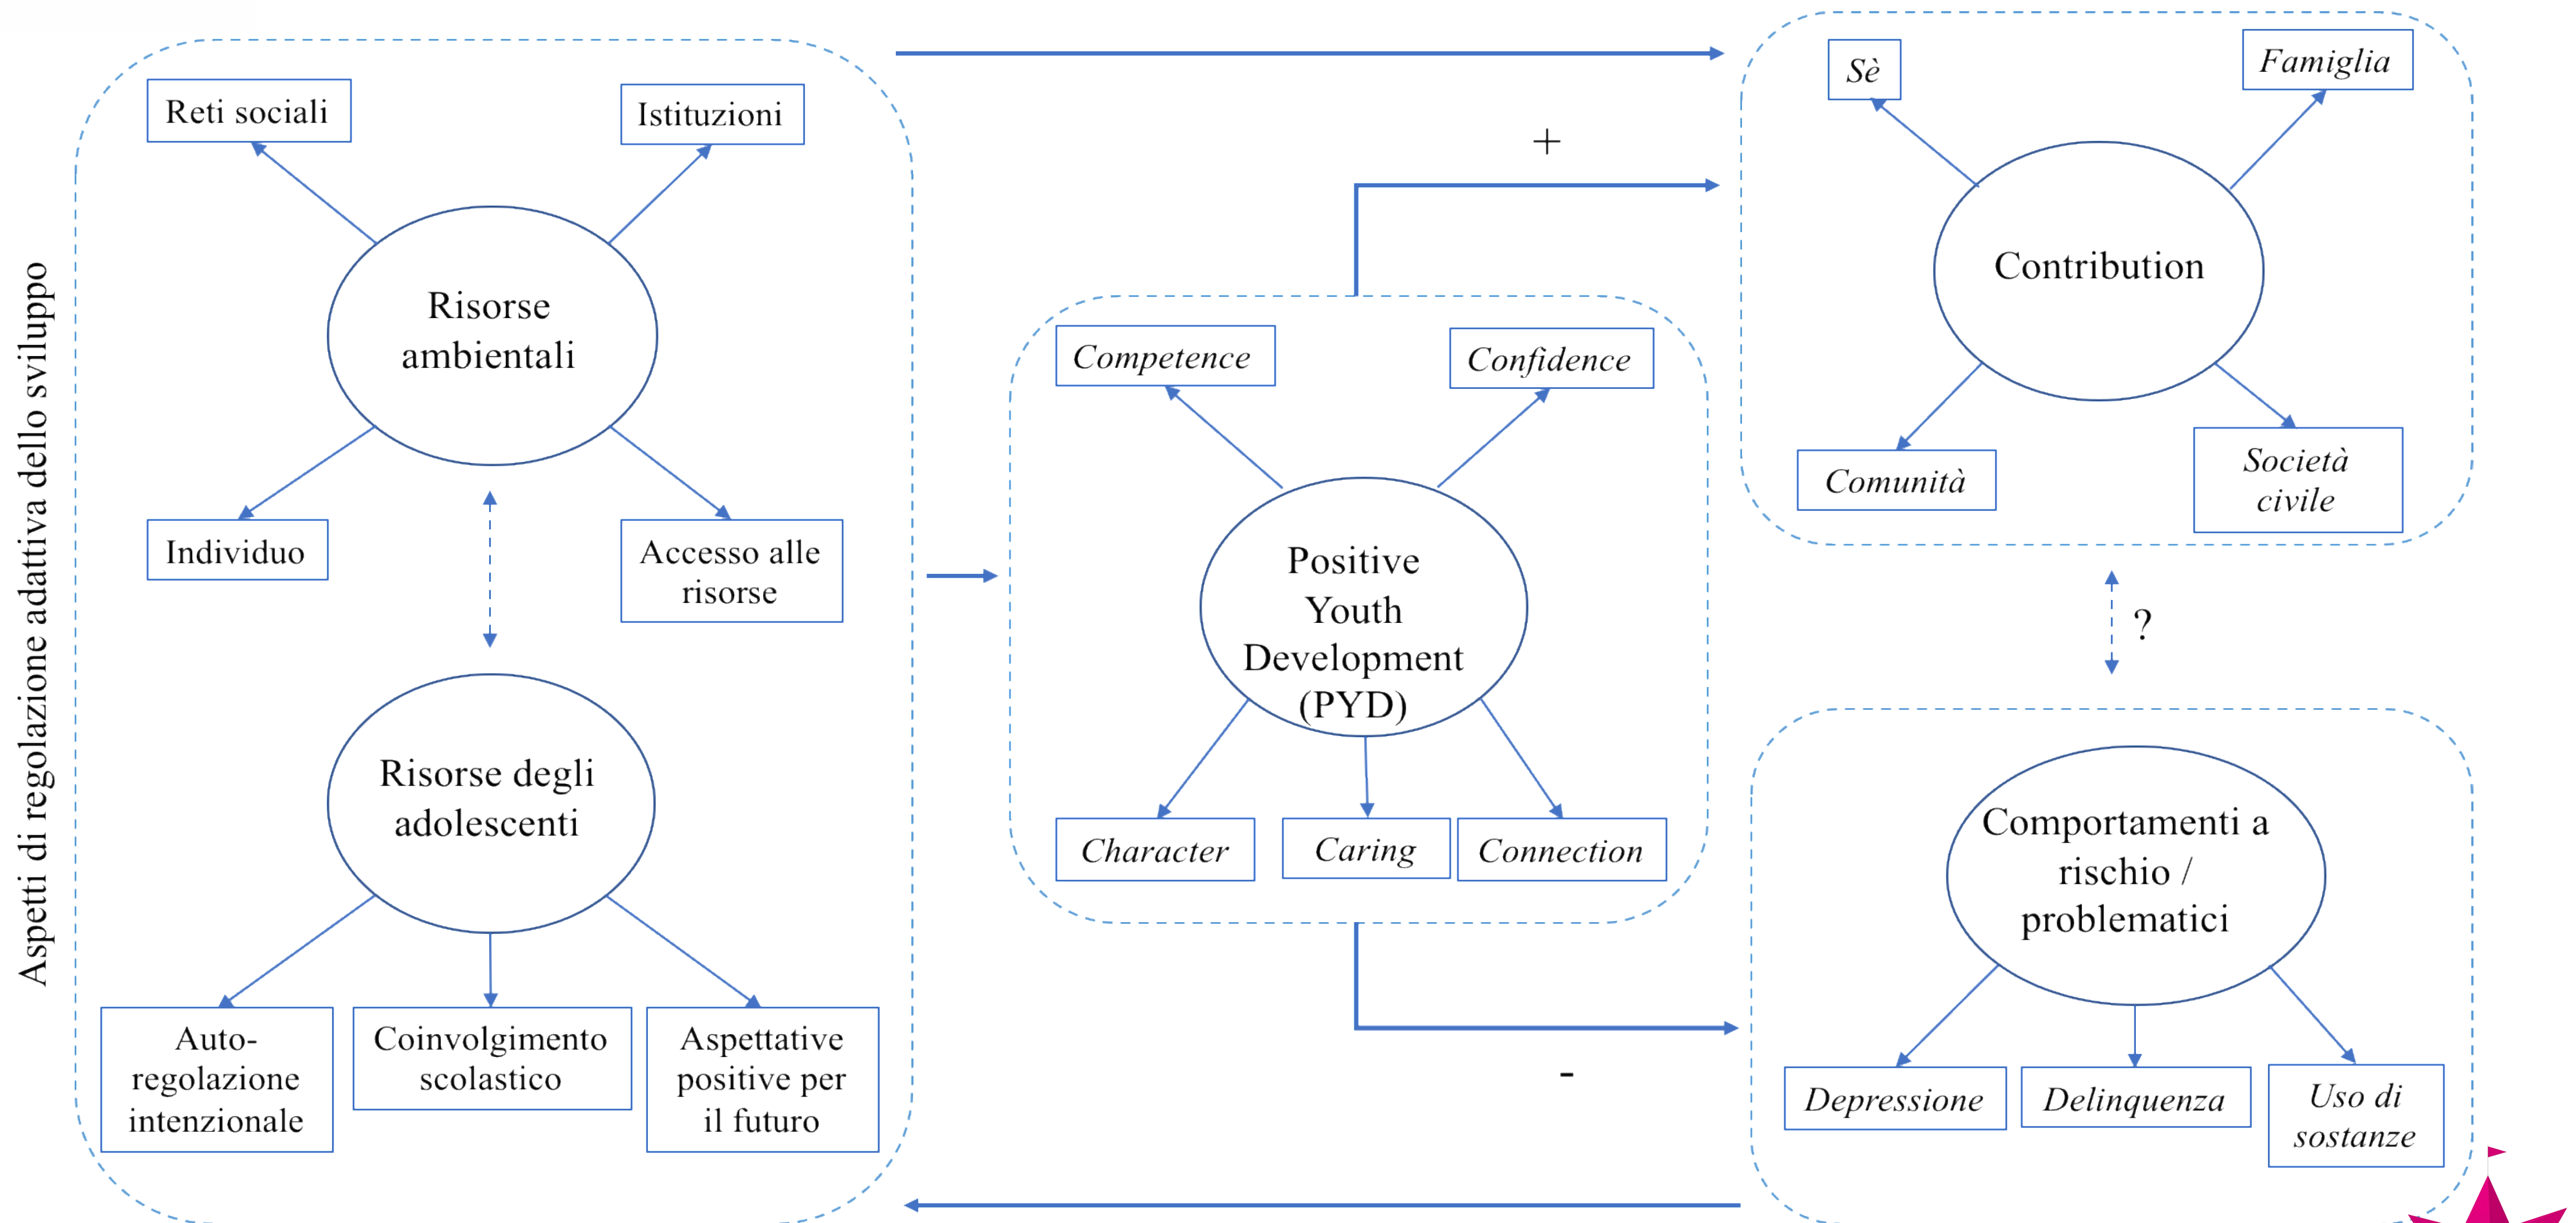 Aspetti di regolazione adattiva dello sviluppo
Reti sociali
Istituzioni
Risorse
ambientali
Individuo
Accesso alle
risorse
Risorse degli
adolescenti
Auto-
regolazione
intenzionale
Coinvolgimento
scolastico
Aspettative
positive per
il futuro
+
Competence
Confidence
Positive
Youth
Development
(PYD)
Character
Caring
Connection
-
Sè
Famiglia
Contribution
Comunità
Società
civile
?
Comportamenti a
rischio /
problematici
Depressione
Delinquenza
Uso di
sostanze